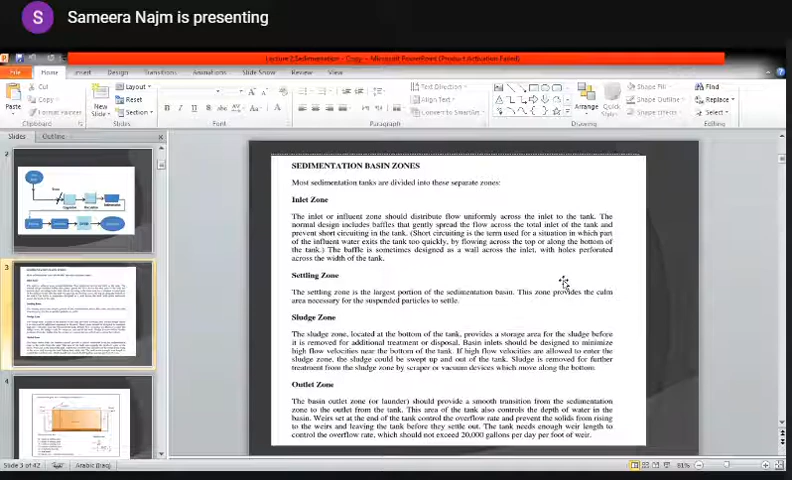 S
Sameera Najm is presenting
Lecture 2,Sedimentation - Copy - Microsoft PowerPoint (Product Activation Failed)
File
Home
Insert
Design
Transitions
Animations
Slide Show
Review
View
Paste
Cut
Copy
Format Painter
Clipboard
New
Slide
Layout
Reset
Section
Slides
Font
Text Direction
Align Text
Convert to SmartArt
Paragraph
Arrange
Quick
Styles
Shape Fill
Shape Outline
Shape Effects
Drawing
Find
Replace
Select
Editing
Slides
Outline
2
3
4
SEDIMENTATION BASIN ZONES
Most sedimentation tanks are divided into these separate zones:
Inlet Zone
The inlet or influent zone should distribute flow uniformly across the inlet to the tank. The
normal design includes baffles that gently spread the flow across the total inlet of the tank and
prevent short circuiting in the tank. (Short circuiting is the term used for a situation in which part
of the influent water exits the tank too quickly, by flowing across the top or along the bottom of
the tank.) The baffle is sometimes designed as a wall across the inlet, with holes perforated
across the width of the tank.
Settling Zone
The settling zone is the largest portion of the sedimentation basin. This zone provides the calm
area necessary for the suspended particles to settle.
Sludge Zone
The sludge zone, located at the bottom of the tank, provides a storage area for the sludge before
it is removed for additional treatment or disposal. Basin inlets should be designed to minimize
high flow velocities near the bottom of the tank. If high flow velocities are allowed to enter the
sludge zone, the sludge could be swept up and out of the tank. Sludge is removed for further
treatment from the sludge zone by scraper or vacuum devices which move along the bottom.
Outlet Zone
The basin outlet zone (or launder) should provide a smooth transition from the sedimentation
zone to the outlet from the tank. This area of the tank also controls the depth of water in the
basin. Weirs set at the end of the tank control the overflow rate and prevent the solids from rising
to the weirs and leaving the tank before they settle out. The tank needs enough weir length to
control the overflow rate, which should not exceed 20,000 gallons per day per foot of weir.
Slide 3 of 42
Arabic (Iraq)
81%